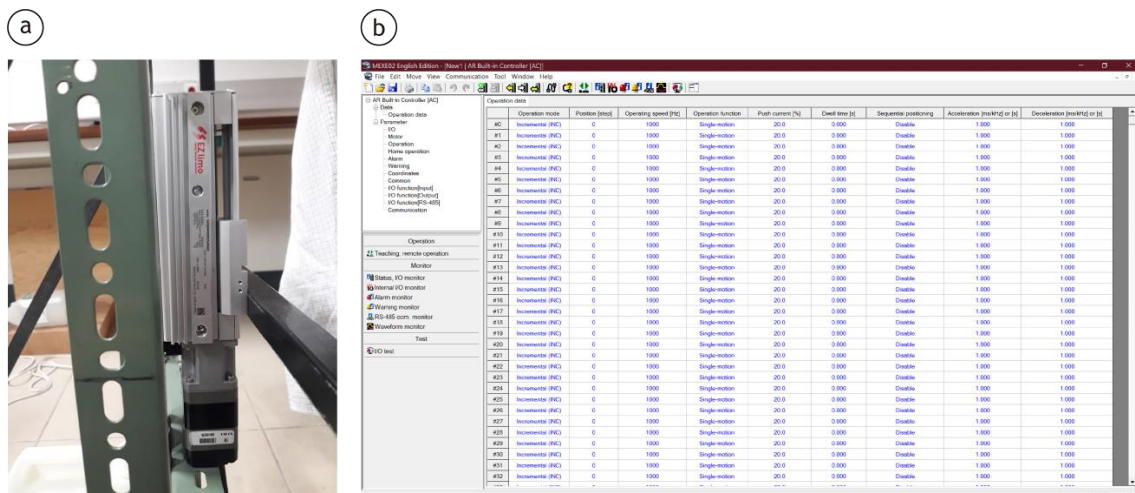 a
b
EZ limo
MEXE02 English Edition - [New1 | AR Built-in Controller [AC]]
File Edit Move View Communication Tool Window Help
AR Built-in Controller [AC]
Data
Operation data
Parameter
I/O
Motor
Operation
Home operation
Alarm
Warning
Coordinates
Common
I/O function[Input]
I/O function[Output]
I/O function[RS-485]
Communication
Operation
Teaching, remote operation
Monitor
Status, I/O monitor
Internal I/O monitor
Alarm monitor
Warning monitor
RS-485 com. monitor
Waveform monitor
Test
I/O test
Operation data
Operation mode Position [step] Operating speed [Hz] Operation function Push current [%] Dwell time [s] Sequential positioning Acceleration [ms/kHz] or [s] Deceleration [ms/kHz] or [s]
#0 Incremental (INC) 0 1000 Single-motion 20.0 0.000 Disable 1.000 1.000
#1 Incremental (INC) 0 1000 Single-motion 20.0 0.000 Disable 1.000 1.000
#2 Incremental (INC) 0 1000 Single-motion 20.0 0.000 Disable 1.000 1.000
#3 Incremental (INC) 0 1000 Single-motion 20.0 0.000 Disable 1.000 1.000
#4 Incremental (INC) 0 1000 Single-motion 20.0 0.000 Disable 1.000 1.000
#5 Incremental (INC) 0 1000 Single-motion 20.0 0.000 Disable 1.000 1.000
#6 Incremental (INC) 0 1000 Single-motion 20.0 0.000 Disable 1.000 1.000
#7 Incremental (INC) 0 1000 Single-motion 20.0 0.000 Disable 1.000 1.000
#8 Incremental (INC) 0 1000 Single-motion 20.0 0.000 Disable 1.000 1.000
#9 Incremental (INC) 0 1000 Single-motion 20.0 0.000 Disable 1.000 1.000
#10 Incremental (INC) 0 1000 Single-motion 20.0 0.000 Disable 1.000 1.000
#11 Incremental (INC) 0 1000 Single-motion 20.0 0.000 Disable 1.000 1.000
#12 Incremental (INC) 0 1000 Single-motion 20.0 0.000 Disable 1.000 1.000
#13 Incremental (INC) 0 1000 Single-motion 20.0 0.000 Disable 1.000 1.000
#14 Incremental (INC) 0 1000 Single-motion 20.0 0.000 Disable 1.000 1.000
#15 Incremental (INC) 0 1000 Single-motion 20.0 0.000 Disable 1.000 1.000
#16 Incremental (INC) 0 1000 Single-motion 20.0 0.000 Disable 1.000 1.000
#17 Incremental (INC) 0 1000 Single-motion 20.0 0.000 Disable 1.000 1.000
#18 Incremental (INC) 0 1000 Single-motion 20.0 0.000 Disable 1.000 1.000
#19 Incremental (INC) 0 1000 Single-motion 20.0 0.000 Disable 1.000 1.000
#20 Incremental (INC) 0 1000 Single-motion 20.0 0.000 Disable 1.000 1.000
#21 Incremental (INC) 0 1000 Single-motion 20.0 0.000 Disable 1.000 1.000
#22 Incremental (INC) 0 1000 Single-motion 20.0 0.000 Disable 1.000 1.000
#23 Incremental (INC) 0 1000 Single-motion 20.0 0.000 Disable 1.000 1.000
#24 Incremental (INC) 0 1000 Single-motion 20.0 0.000 Disable 1.000 1.000
#25 Incremental (INC) 0 1000 Single-motion 20.0 0.000 Disable 1.000 1.000
#26 Incremental (INC) 0 1000 Single-motion 20.0 0.000 Disable 1.000 1.000
#27 Incremental (INC) 0 1000 Single-motion 20.0 0.000 Disable 1.000 1.000
#28 Incremental (INC) 0 1000 Single-motion 20.0 0.000 Disable 1.000 1.000
#29 Incremental (INC) 0 1000 Single-motion 20.0 0.000 Disable 1.000 1.000
#30 Incremental (INC) 0 1000 Single-motion 20.0 0.000 Disable 1.000 1.000
#31 Incremental (INC) 0 1000 Single-motion 20.0 0.000 Disable 1.000 1.000
#32 Incremental (INC) 0 1000 Single-motion 20.0 0.000 Disable 1.000 1.000